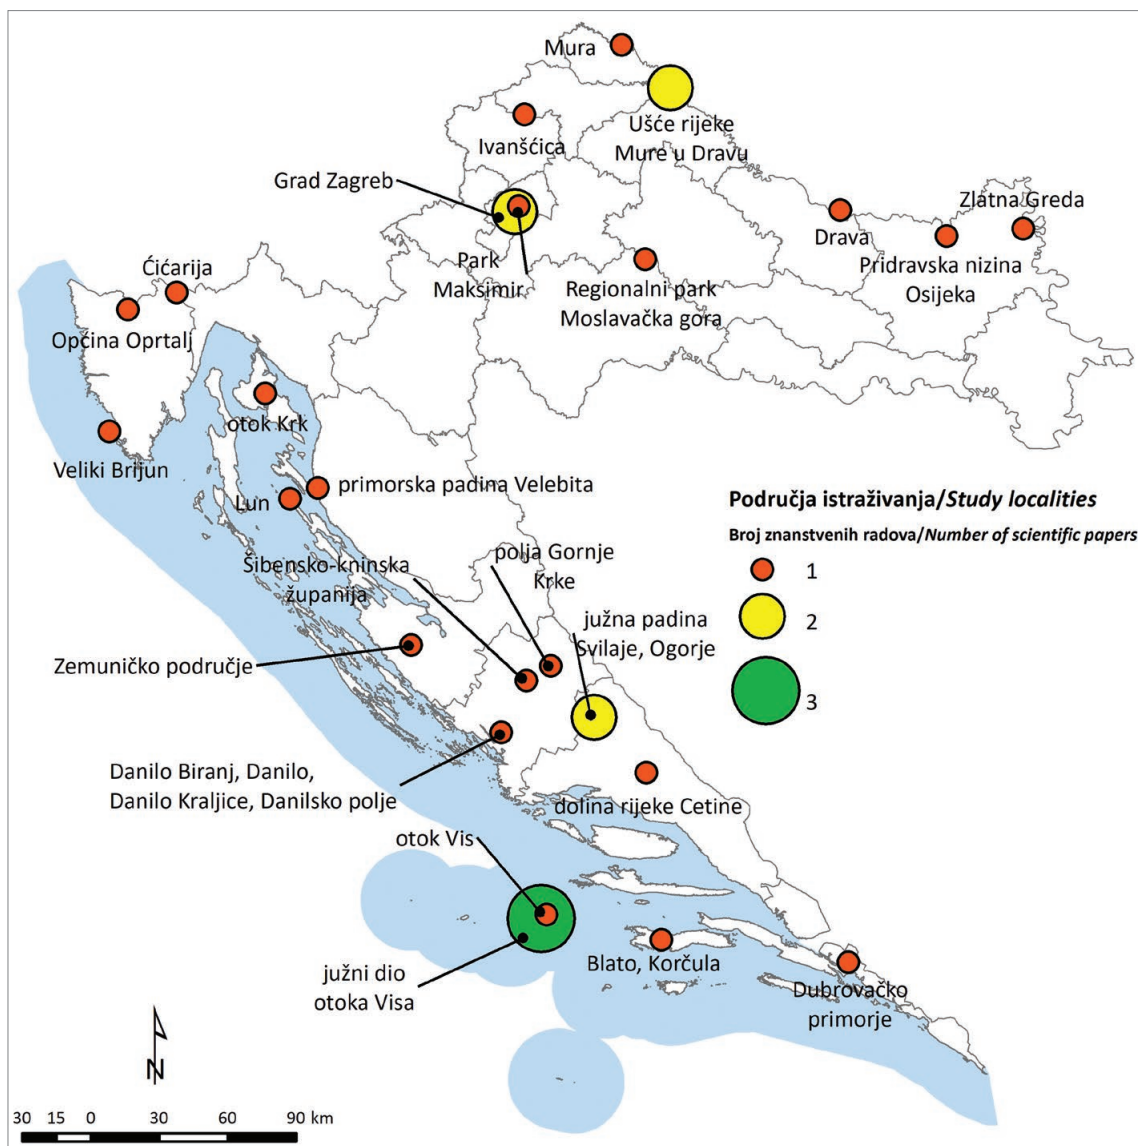 Mura
Ušće rijeke
Mure u Dravu
Ivanšćica
Grad Zagreb
Zlatna Greda
Drava
Park
Maksimir
Pridravska nizina
Osijeka
Ćićarija
Regionalni park
Moslavačka gora
Općina Oprtalj
otok Krk
Veliki Brijun
primorska padina Velebita
Lun
Područja istraživanja/Study localities
Broj znanstvenih radova/Number of scientific papers
1
2
3
polja Gornje
Krke
Šibensko-kninska
županija
južna padina
Svilaje, Ogorje
Zemuničko područje
Danilo Biranj, Danilo,
Danilo Kraljice, Danilsko polje
dolina rijeke Cetine
otok Vis
Blato, Korčula
južni dio
otoka Visa
Dubrovačko
primorje
N
30 15 0 30 60 90 km